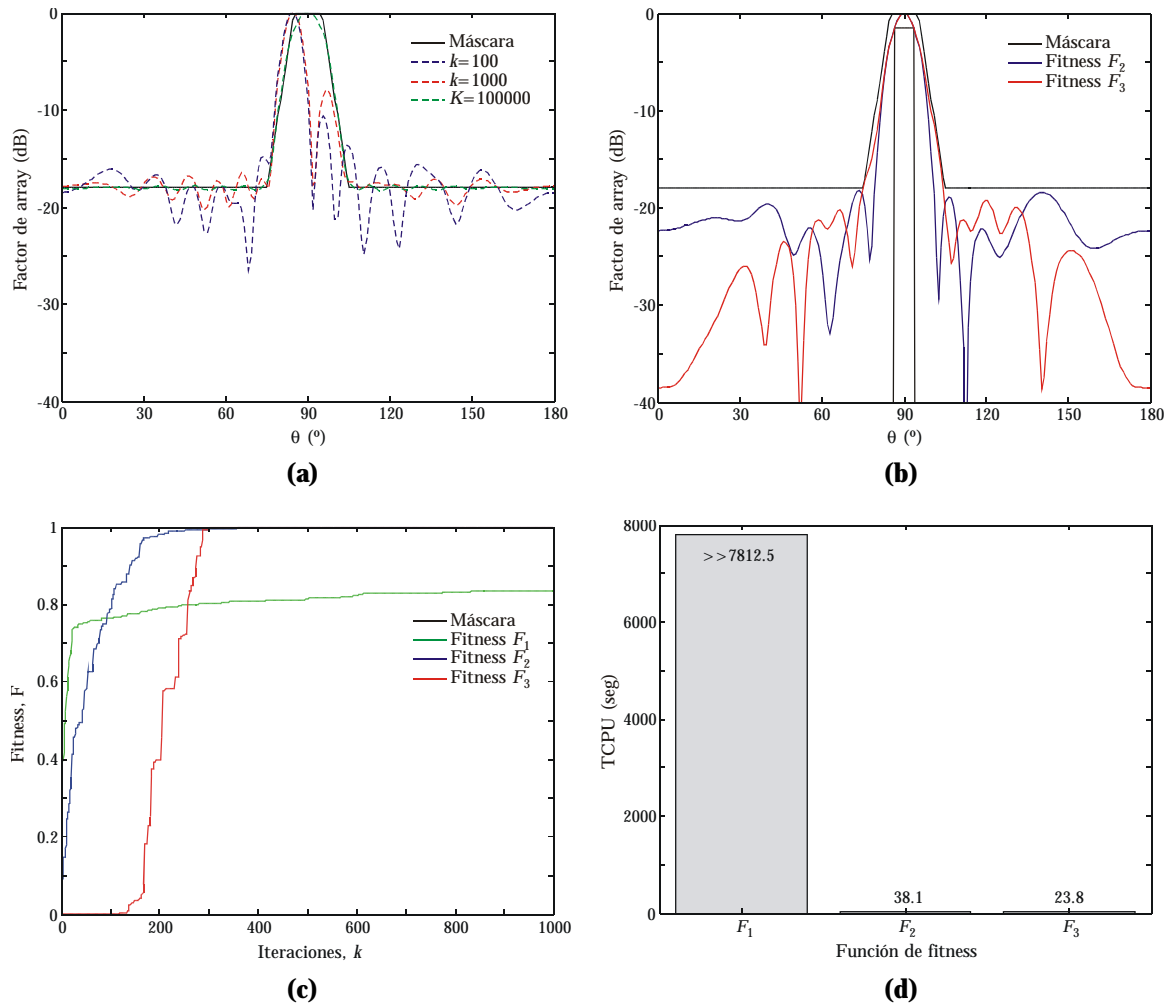 0
-10
-20
-30
-40
Factor de array (dB)
Máscara
k=100
k=1000
K=100000
0
30
60
90
120
150
180
θ (º)
(a)
0
-10
-20
-30
-40
Factor de array (dB)
Máscara
Fitness F2
Fitness F3
0
30
60
90
120
150
180
θ (º)
(b)
1
0.8
0.6
0.4
0.2
0
Fitness, F
Máscara
Fitness F1
Fitness F2
Fitness F3
0
200
400
600
800
1000
Iteraciones, k
(c)
8000
6000
4000
2000
0
TCPU (seg)
>>7812.5
38.1
23.8
F1
F2
F3
Función de fitness
(d)